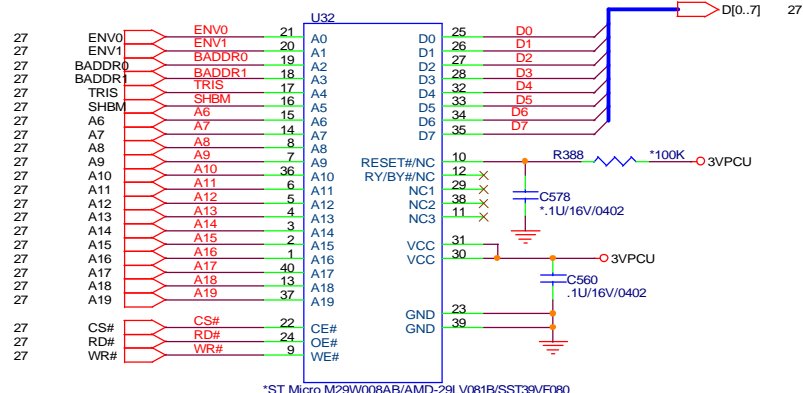 U32
D[0..7] 27
27 ENV0 ENV0 21 A0 D0 25 D0
27 ENV1 ENV1 20 A1 D1 26 D1
27 BADDR0 BADDR0 19 A2 D2 27 D2
27 BADDR1 BADDR1 18 A3 D3 28 D3
27 TRIS TRIS 17 A4 D4 32 D4
27 SHBM SHBM 16 A5 D5 33 D5
27 A6 A6 15 A6 D6 34 D6
27 A7 A7 14 A7 D7 35 D7
27 A8 A8 8 A8
27 A9 A9 7 A9 RESET#/NC 10 R388 *100K 3VPCU
27 A10 A10 36 A10 RY/BY#/NC 12
27 A11 A11 6 A11 NC1 29
27 A12 A12 5 A12 NC2 38 C578
27 A13 A13 4 A13 NC3 11 *.1U/16V/0402
27 A14 A14 3 A14
27 A15 A15 2 A15 VCC 31
27 A16 A16 1 A16 VCC 30 3VPCU
27 A17 A17 40 A17
27 A18 A18 13 A18 C560
27 A19 A19 37 A19 .1U/16V/0402
GND 23
27 CS# CS# 22 CE# GND 39
27 RD# RD# 24 OE#
27 WR# WR# 9 WE#
*ST Micro M29W008AB/AMD-29LV081B/SST39VF080